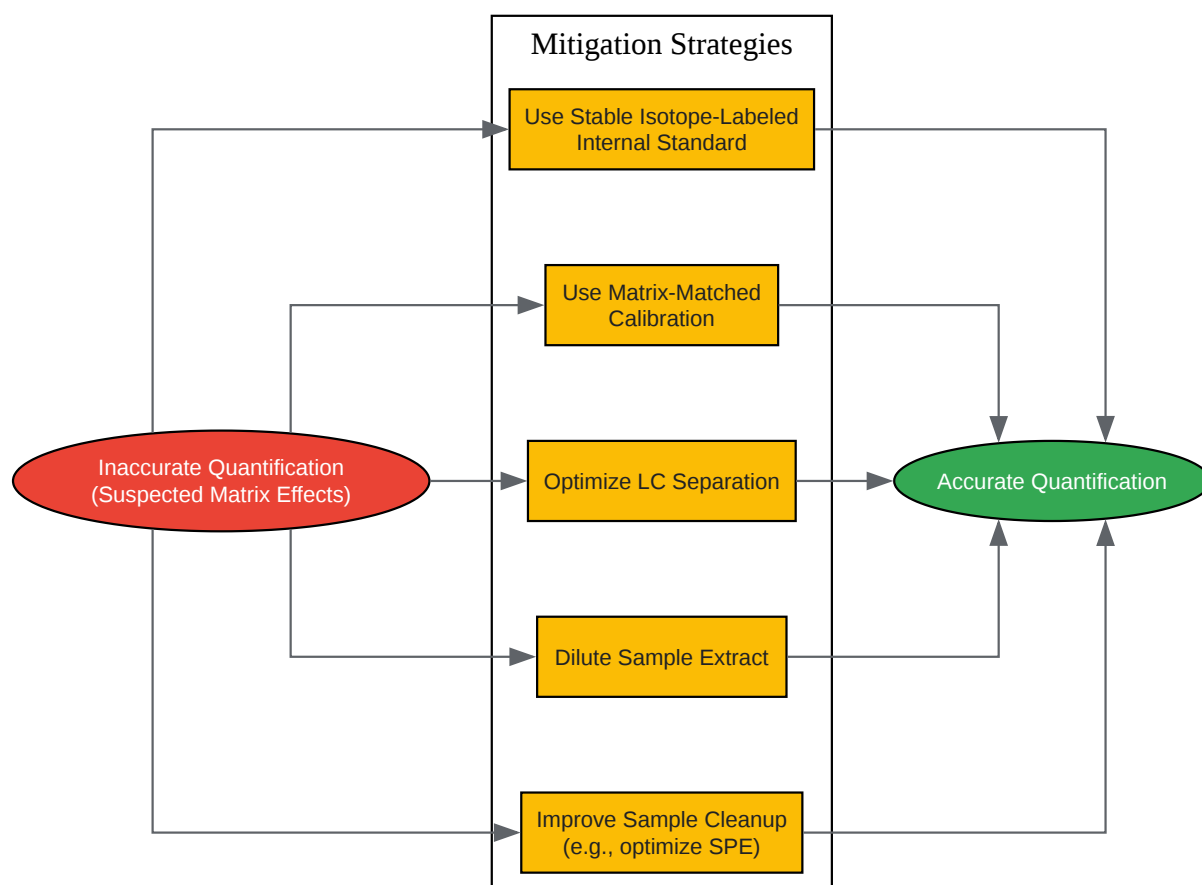 Mitigation Strategies
Use Stable Isotope-Labeled
Internal Standard
Use Matrix-Matched
Calibration
Inaccurate Quantification
(Suspected Matrix Effects)
Optimize LC Separation
Accurate Quantification
Dilute Sample Extract
Improve Sample Cleanup
(e.g., optimize SPE)